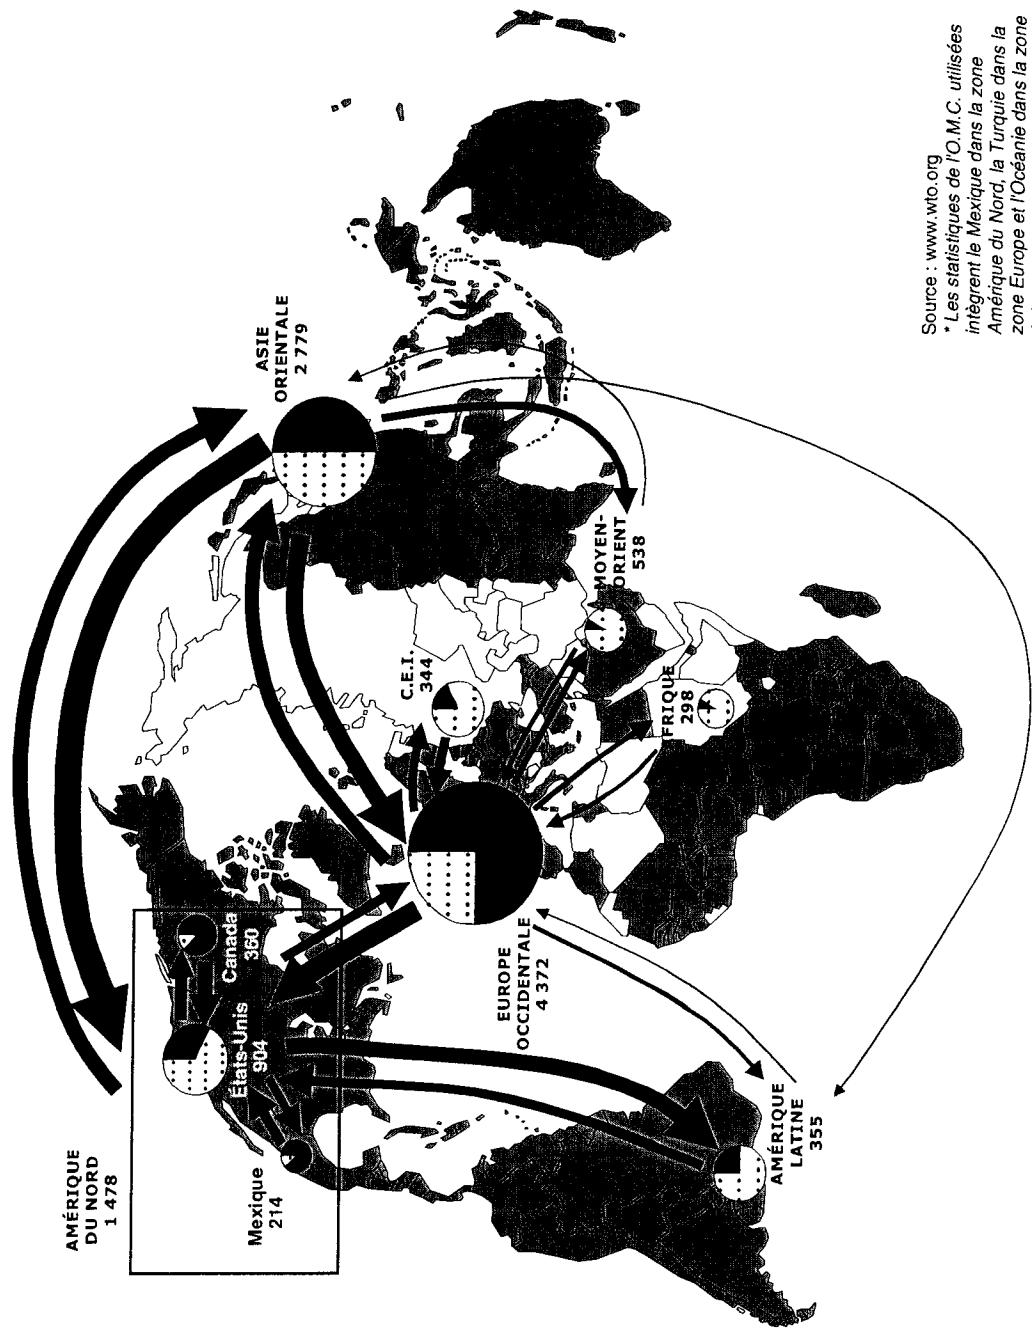 AMÉRIQUE
DU NORD
1 478
Canada
360
États-Unis
904
Mexique
214
ASIE
ORIENTALE
2 779
C.E.I.
344
MOYEN-
ORIENT
538
FRIQUE
298
EUROPE
OCCIDENTALE
4 372
AMÉRIQUE
LATINE
355
Source : www.wto.org
* Les statistiques de l'O.M.C. utilisées
intègrent le Mexique dans la zone
Amérique du Nord, la Turquie dans la
zone Europe et l'Océanie dans la zone